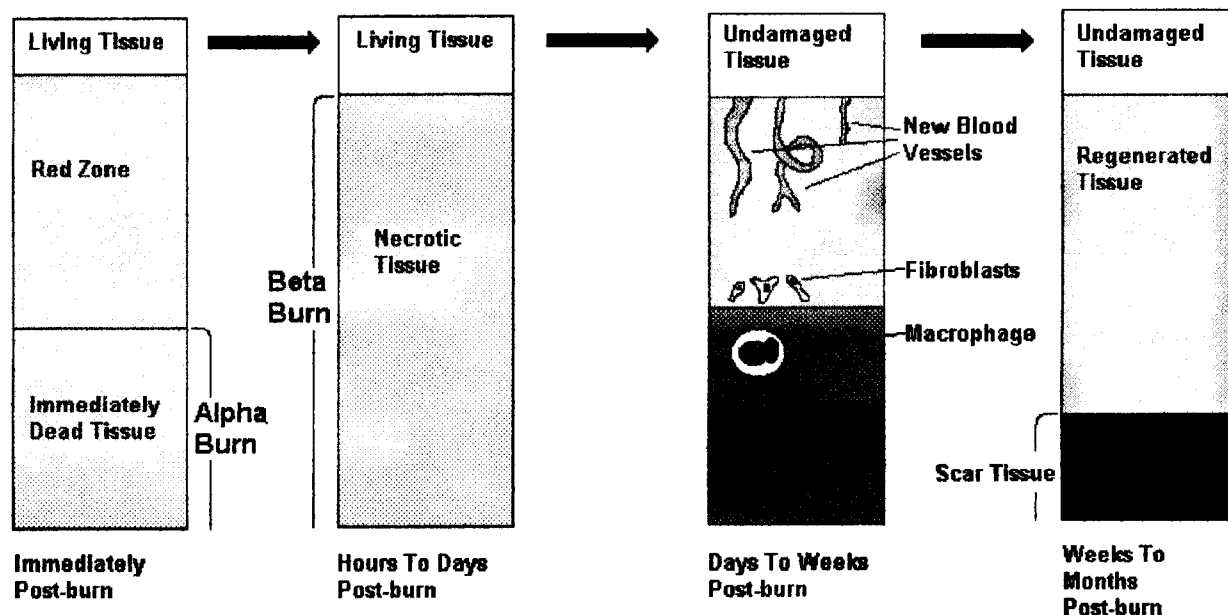 Living Tissue
Red Zone
Immediately
Dead Tissue
Alpha
Burn
Immediately
Post-burn
Living Tissue
Necrotic
Tissue
Beta
Burn
Hours To Days
Post-burn
Undamaged
Tissue
New Blood
Vessels
Fibroblasts
Macrophage
Days To Weeks
Post-burn
Undamaged
Tissue
Regenerated
Tissue
Scar Tissue
Weeks To
Months
Post-burn